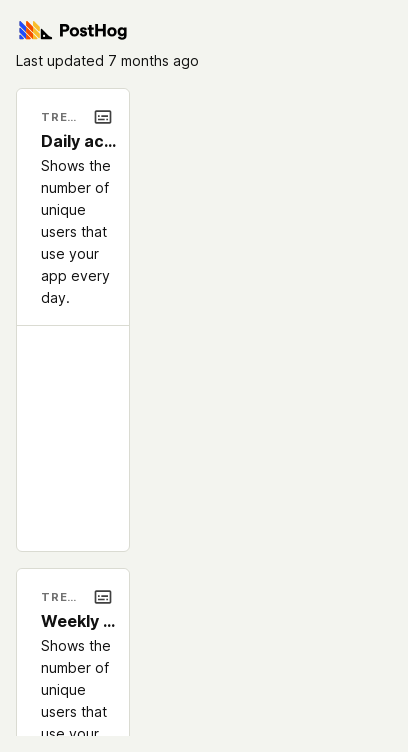 PostHog
Last updated 7 months ago
TRE...
Daily ac...
Shows the
number of
unique
users that
use your
app every
day.
TRE...
Weekly ...
Shows the
number of
unique
users that
use your